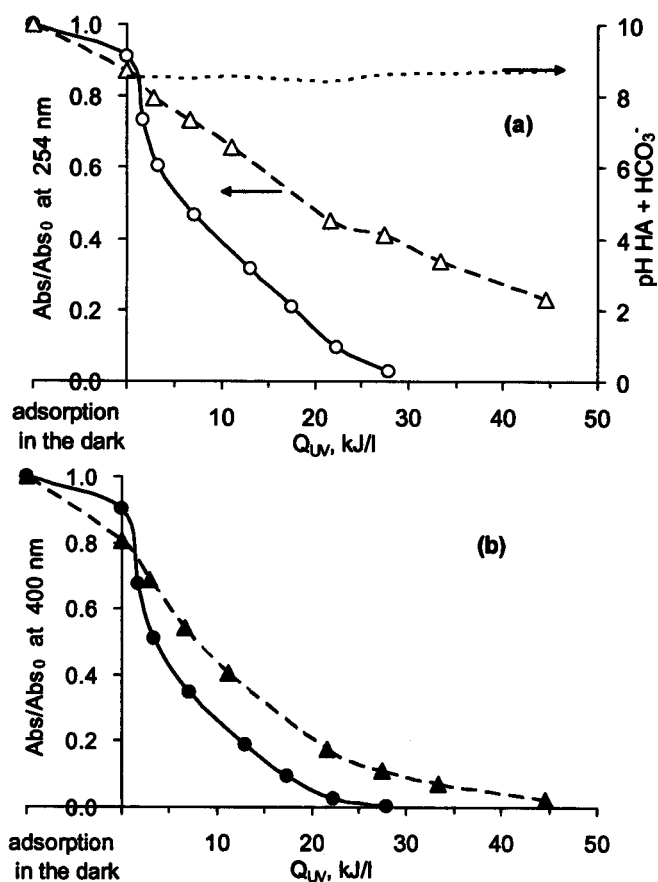 1.0
0.8
0.6
0.4
0.2
0.0
Abs/Abs₀ at 254 nm
(a)
10
8
6
4
2
0
pH HA + HCO₃⁻
10 20 30 40 50
adsorption
in the dark
Q_UV, kJ/l
1.0
0.8
0.6
0.4
0.2
0.0
Abs/Abs₀ at 400 nm
(b)
0 10 20 30 40 50
adsorption
in the dark
Q_UV, kJ/l